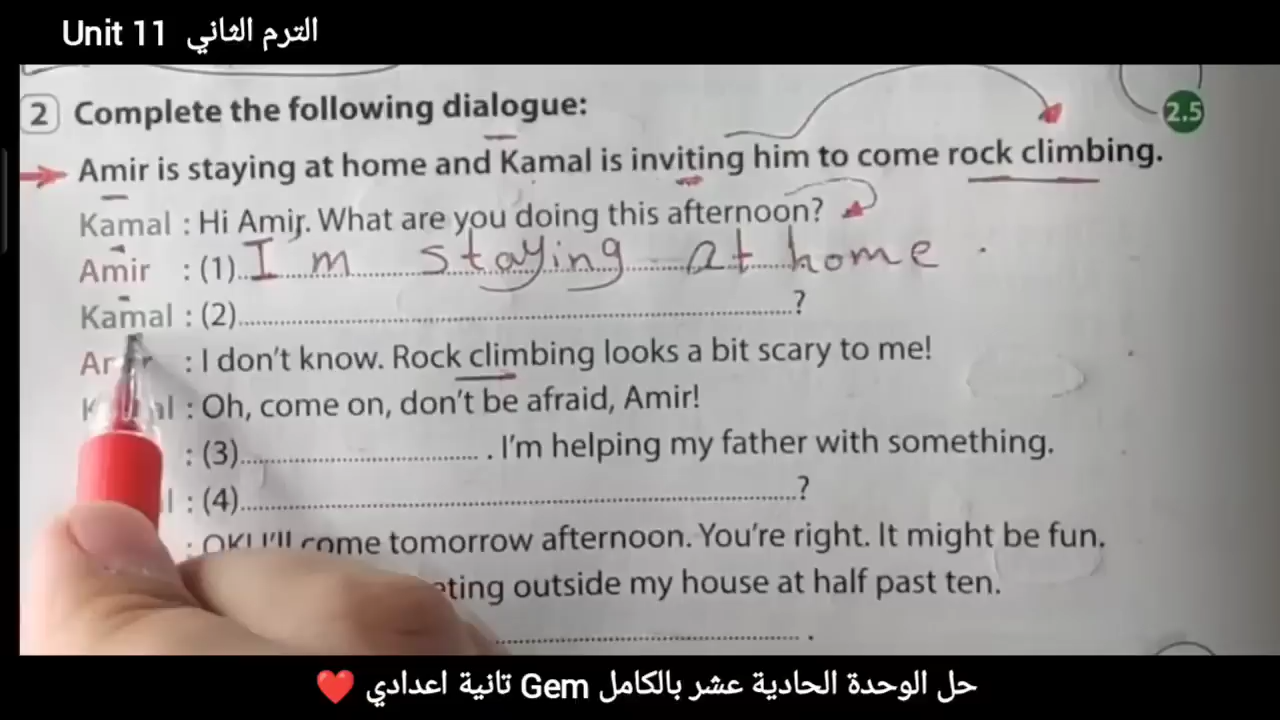 Unit 11 الترم الثاني
2 Complete the following dialogue:
2.5
Amir is staying at home and Kamal is inviting him to come rock climbing.
Kamal : Hi Amir. What are you doing this afternoon?
Amir : (1) I'm staying at home.
Kamal : (2)..............................?
: I don't know. Rock climbing looks a bit scary to me!
: Oh, come on, don't be afraid, Amir!
: (3).............................. . I'm helping my father with something.
: (4)..............................?
: OK! I'll come tomorrow afternoon. You're right. It might be fun.
outside my house at half past ten.
.............................. .
حل الوحدة الحادية عشر بالكامل Gem تانية اعدادي ❤️